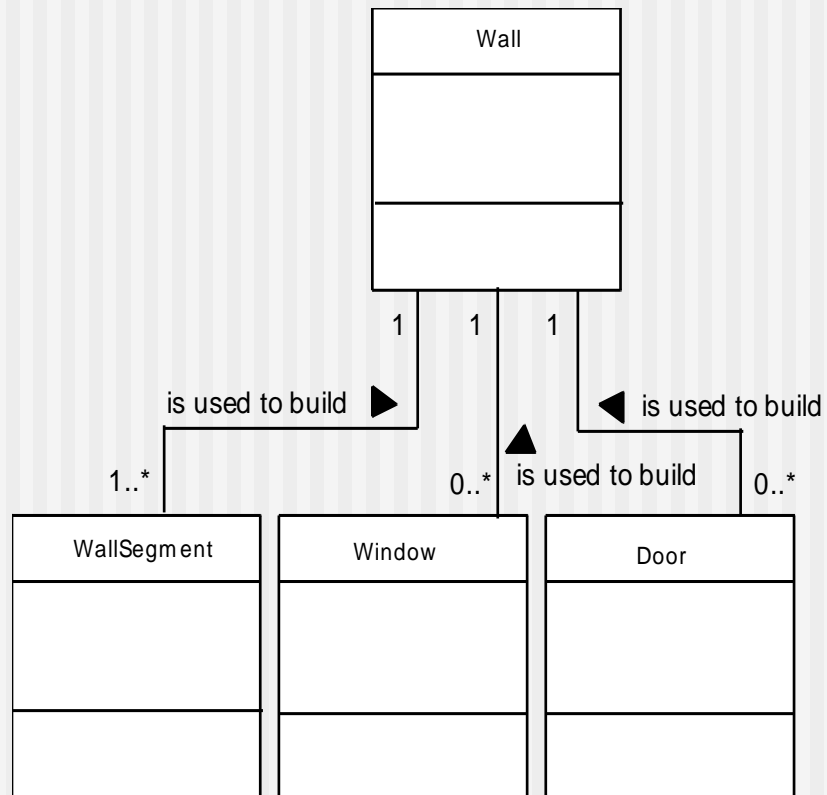 Wall
1 1 1
is used to build
is used to build
1..*
0..*
is used to build
0..*
WallSegment
Window
Door